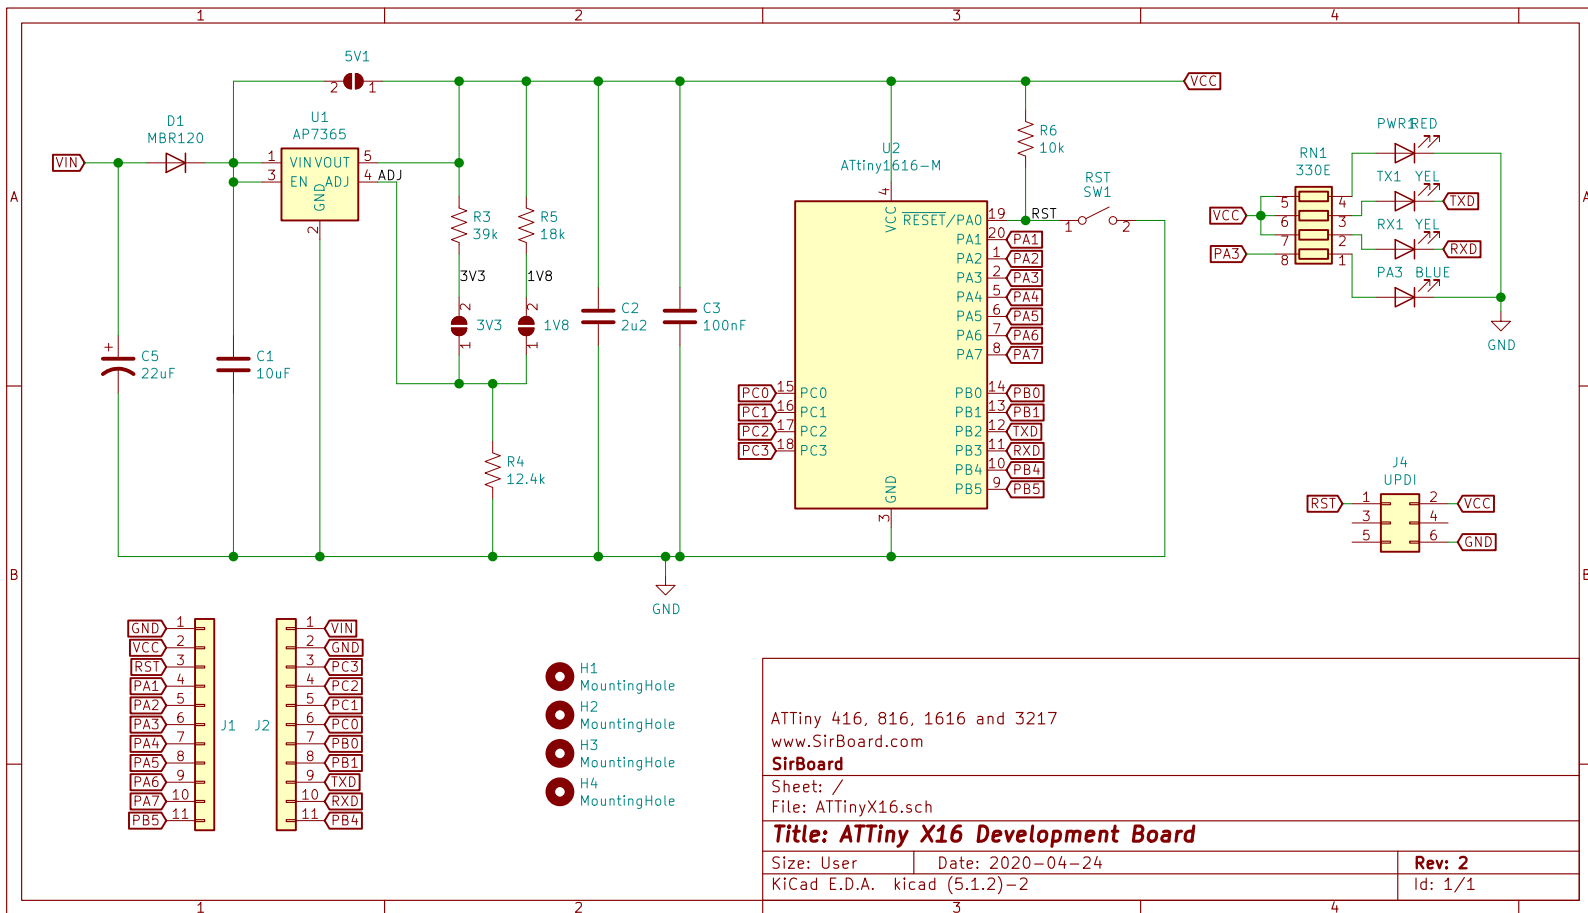 1 2 3 4
A
B
5V1
2 1
D1
MBR120
U1
AP7365
VIN
1 VIN VOUT 5
3 EN ADJ 4 ADJ
GND
2
R3
39k
R5
18k
3V3
1V8
2 3V3 1
2 1V8 1
C5
22uF
+
C1
10uF
C2
2u2
C3
100nF
R4
12.4k
GND
VCC
R6
10k
U2
ATtiny1616-M
4
VCC
RST
SW1
RESET/PA0 19 RST 1 2
PA1 20 PA1
PA2 1 PA2
PA3 2 PA3
PA4 5 PA4
PA5 6 PA5
PA6 7 PA6
PA7 8 PA7
PC0 15 PC0
PC1 16 PC1
PC2 17 PC2
PC3 18 PC3
PB0 14 PB0
PB1 13 PB1
PB2 12 TXD
PB3 11 RXD
PB4 10 PB4
PB5 9 PB5
GND
3
RN1
330E
VCC
PA3
5 4
6 3
7 2
8 1
PWR1 RED
TX1 YEL
TXD
RX1 YEL
RXD
PA3 BLUE
GND
J4
UPDI
RST 1 2 VCC
3 4
5 6 GND
GND 1
VCC 2
RST 3
PA1 4
PA2 5
PA3 6
PA4 7
PA5 8
PA6 9
PA7 10
PB5 11
J1
J2
1 VIN
2 GND
3 PC3
4 PC2
5 PC1
6 PC0
7 PB0
8 PB1
9 TXD
10 RXD
11 PB4
H1
MountingHole
H2
MountingHole
H3
MountingHole
H4
MountingHole
ATTiny 416, 816, 1616 and 3217
www.SirBoard.com
SirBoard
Sheet: /
File: ATTinyX16.sch
Title: ATTiny X16 Development Board
Size: User Date: 2020-04-24 Rev: 2
KiCad E.D.A. kicad (5.1.2)-2 Id: 1/1
A
B
1 2 3 4